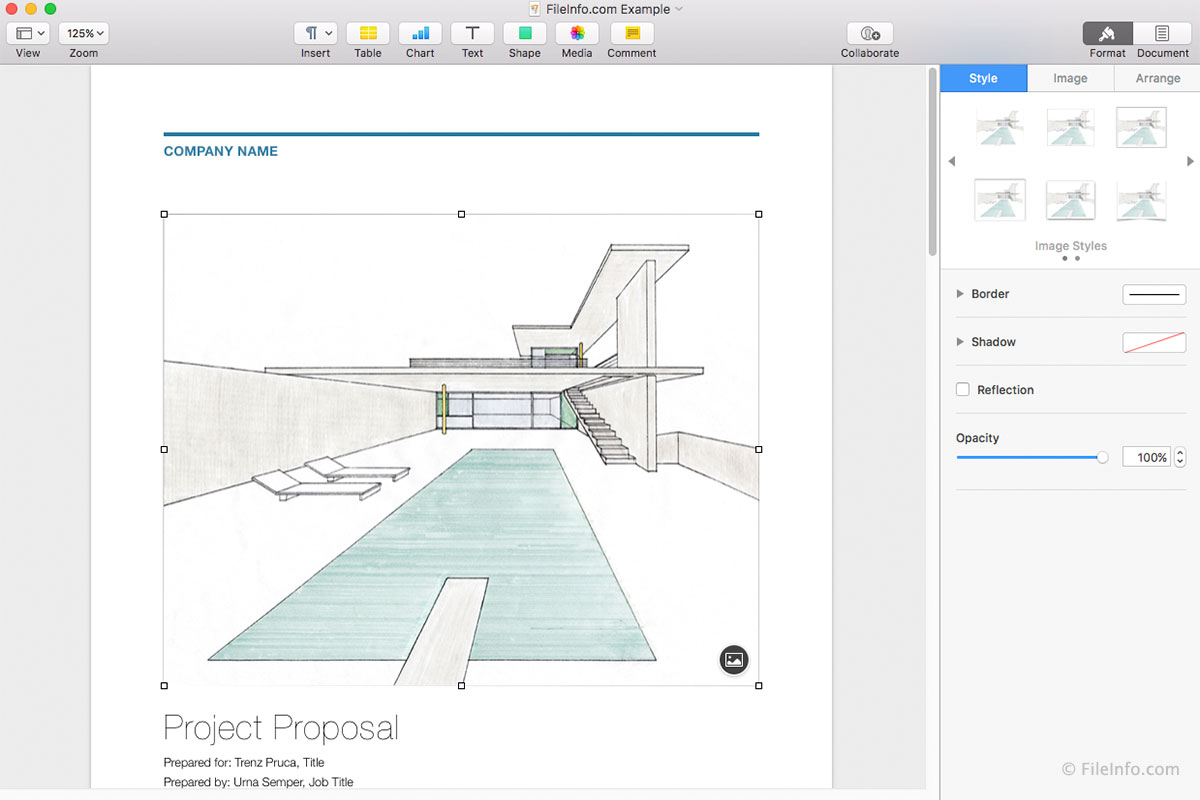 FileInfo.com Example
125%
View
Zoom
Insert
Table
Chart
Text
Shape
Media
Comment
Collaborate
Format
Document
Style
Image
Arrange
Image Styles
Border
Shadow
Reflection
Opacity
100%
COMPANY NAME
Project Proposal
Prepared for: Trenz Pruca, Title
Prepared by: Urna Semper, Job Title
© FileInfo.com